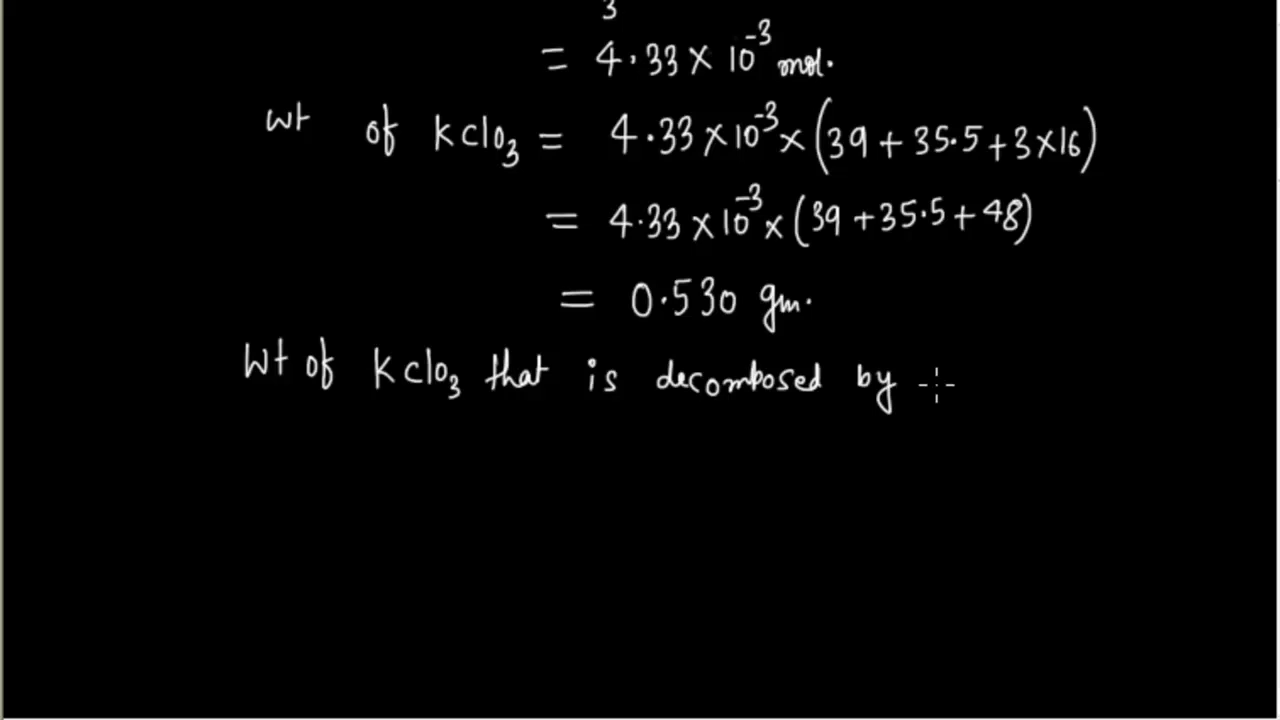 3
= 4.33 × 10⁻³ mol.
Wt of KClO₃ = 4.33 × 10⁻³ × (39 + 35.5 + 3 × 16)
= 4.33 × 10⁻³ × (39 + 35.5 + 48)
= 0.530 gm.
Wt of KClO₃ that is decomposed by